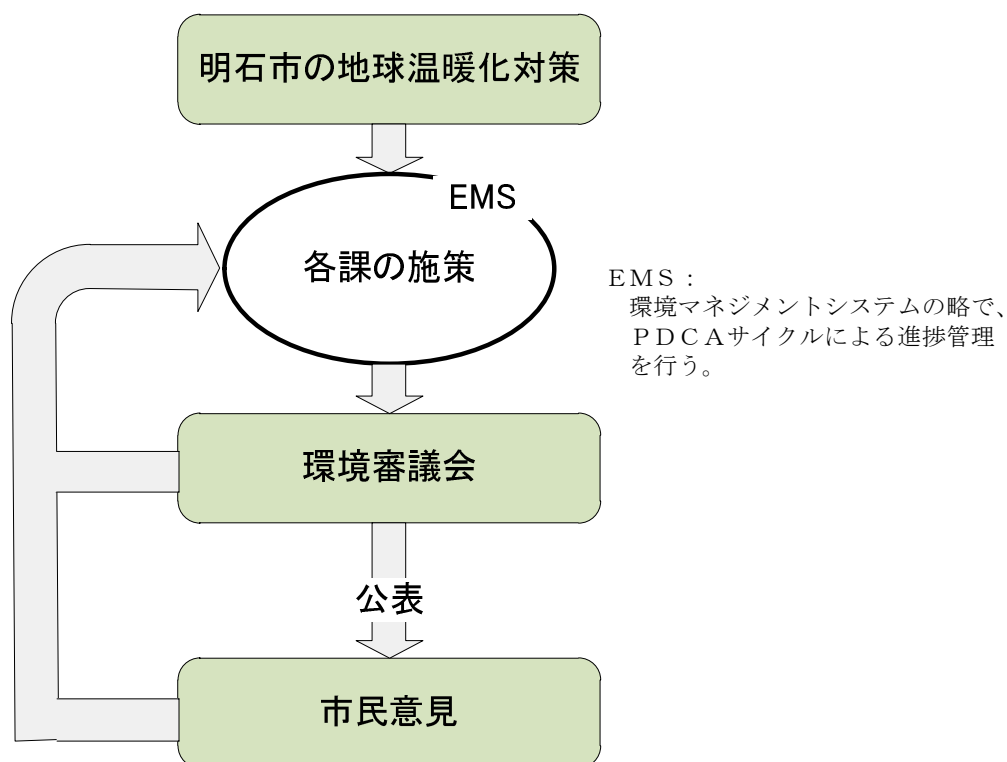 明石市の地球温暖化対策
EMS
各課の施策
ＥＭＳ：
環境マネジメントシステムの略で、
ＰＤＣＡサイクルによる進捗管理
を行う。
環境審議会
公表
市民意見